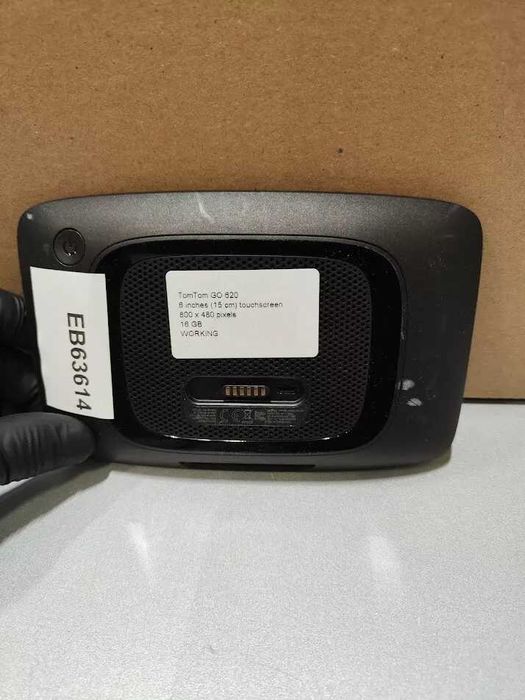 TomTom GO 620
6 inches (15 cm) touchscreen
800 x 480 pixels
16 GB
WORKING
EB63614